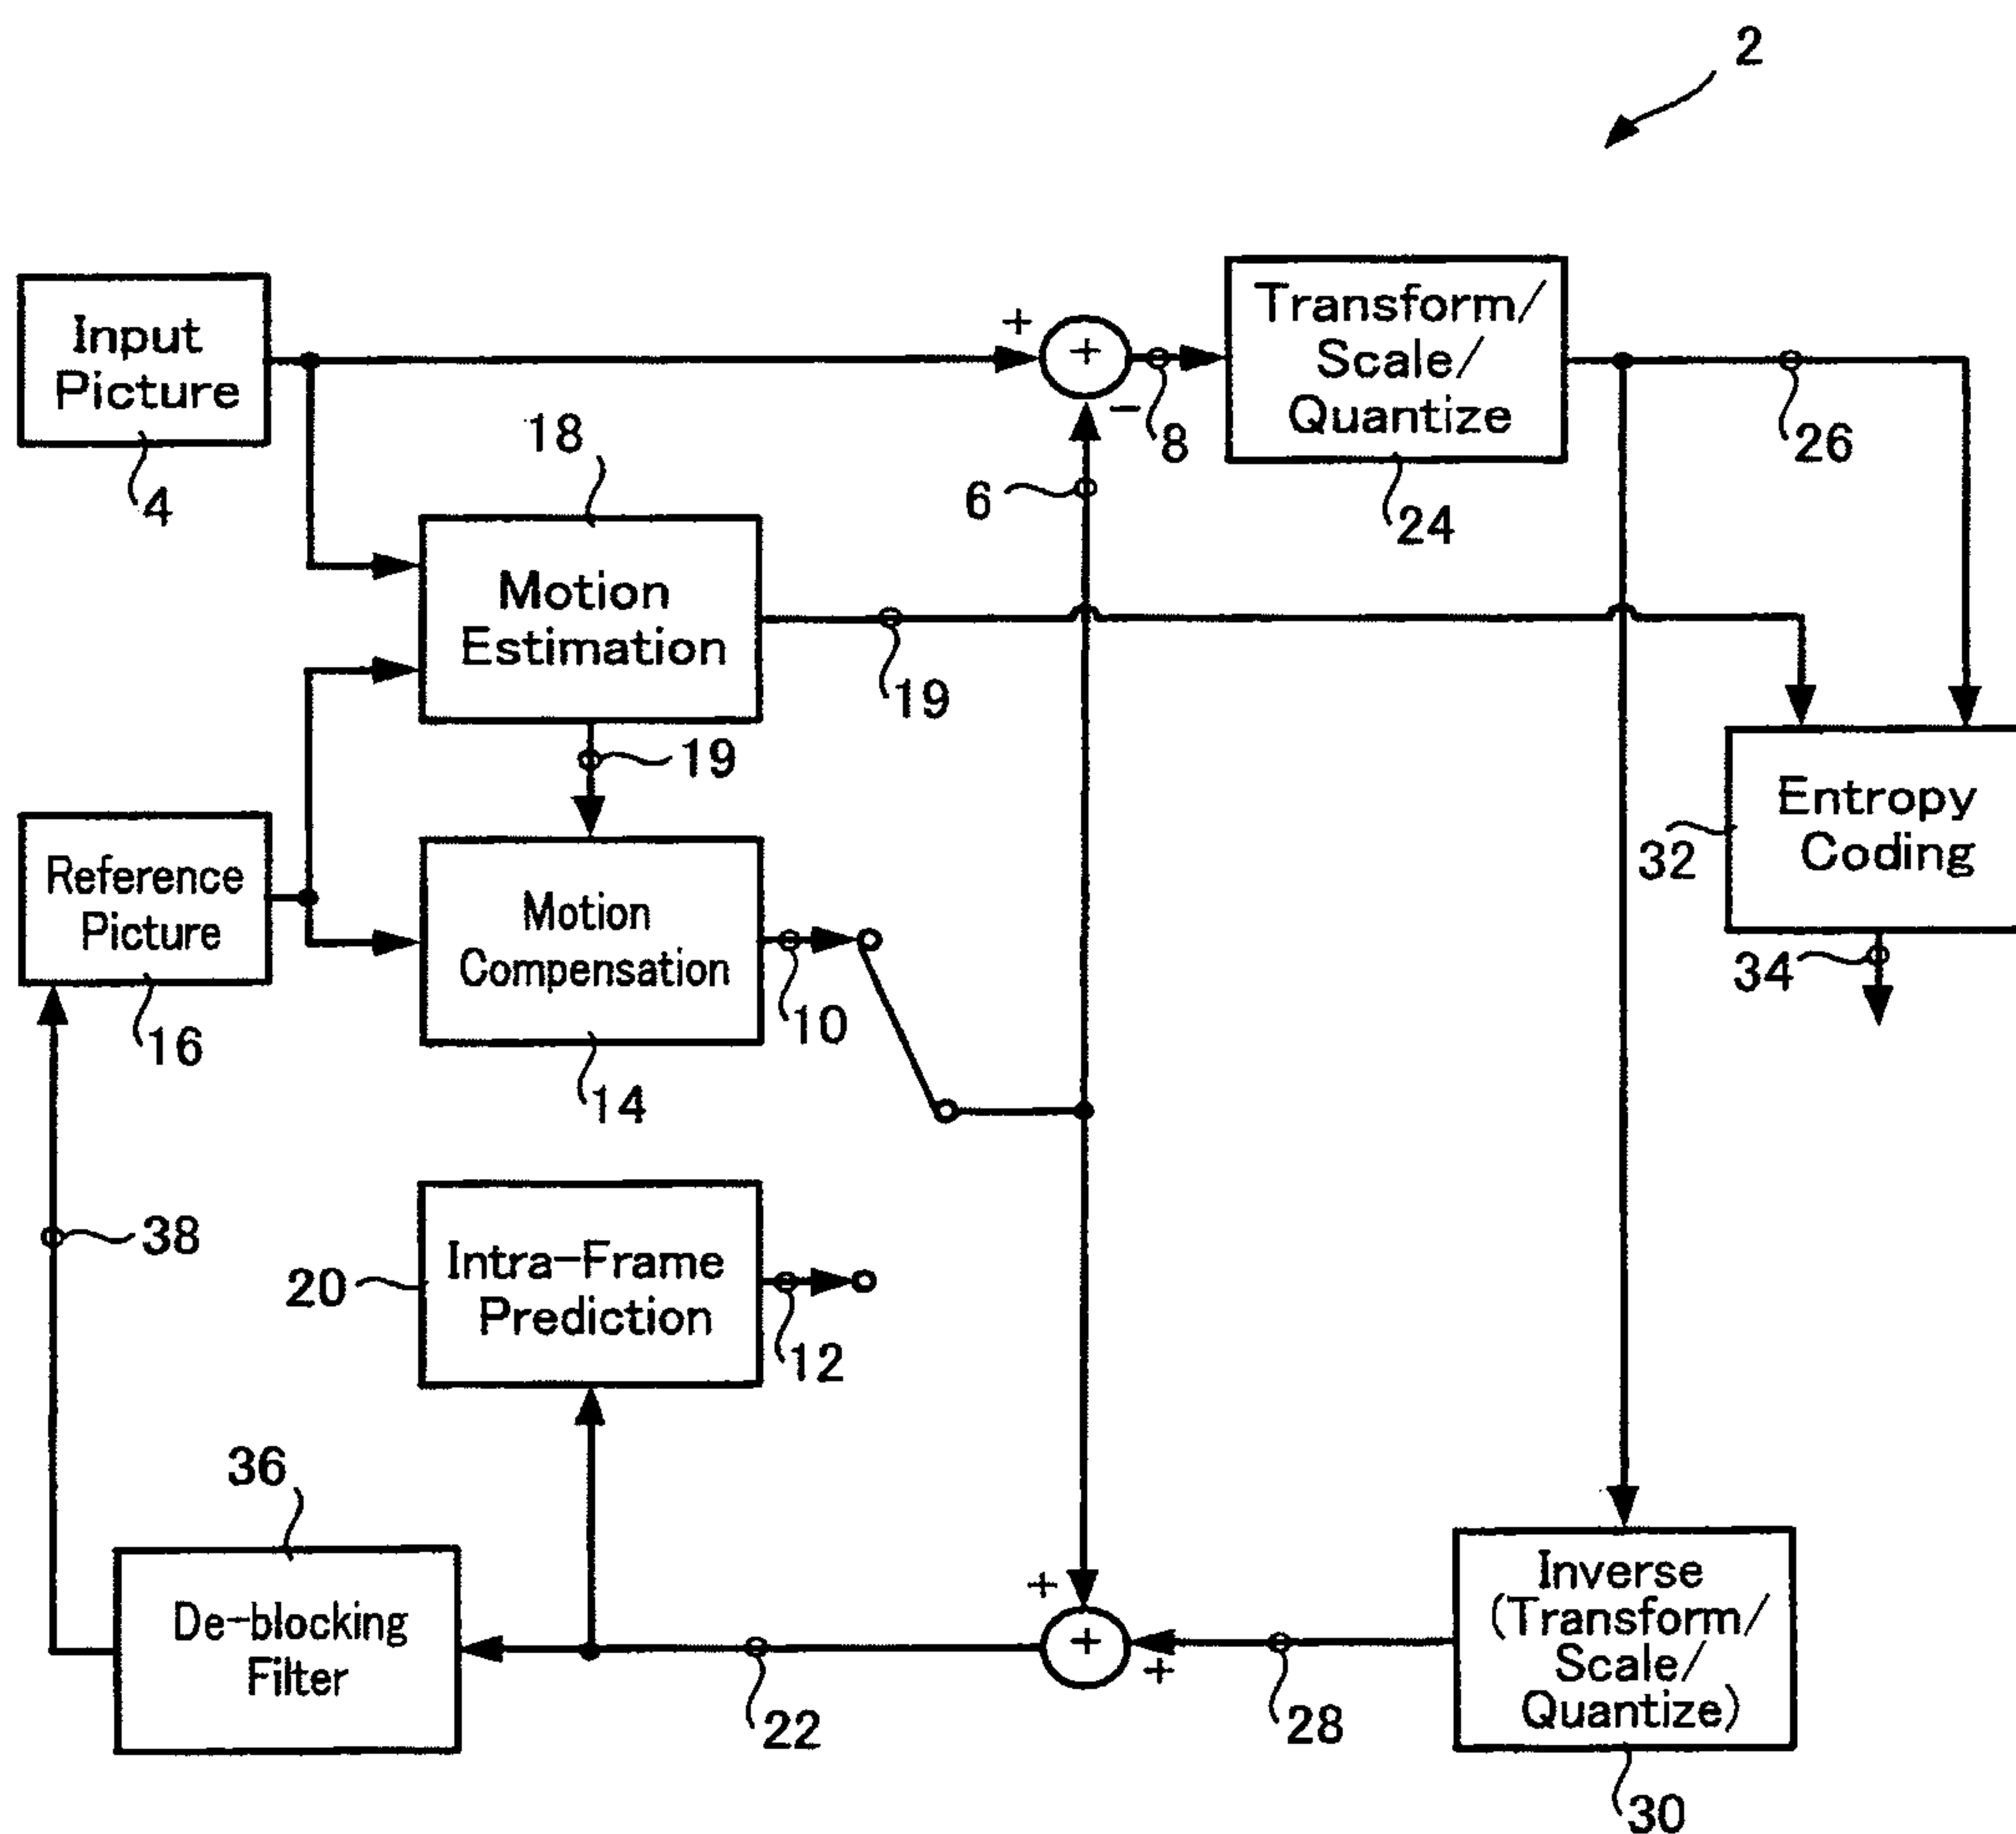 2
Input
Picture
4
+
+
-
8
6
Transform/
Scale/
Quantize
24
26
18
Motion
Estimation
19
19
Reference
Picture
16
Motion
Compensation
10
14
Entropy
Coding
32
34
38
20
Intra-Frame
Prediction
12
36
De-blocking
Filter
22
+
+
+
28
Inverse
(Transform/
Scale/
Quantize)
30